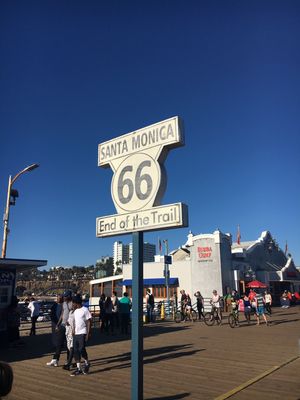 SANTA MONICA
66
End of the Trail
BUBBA
GUMP